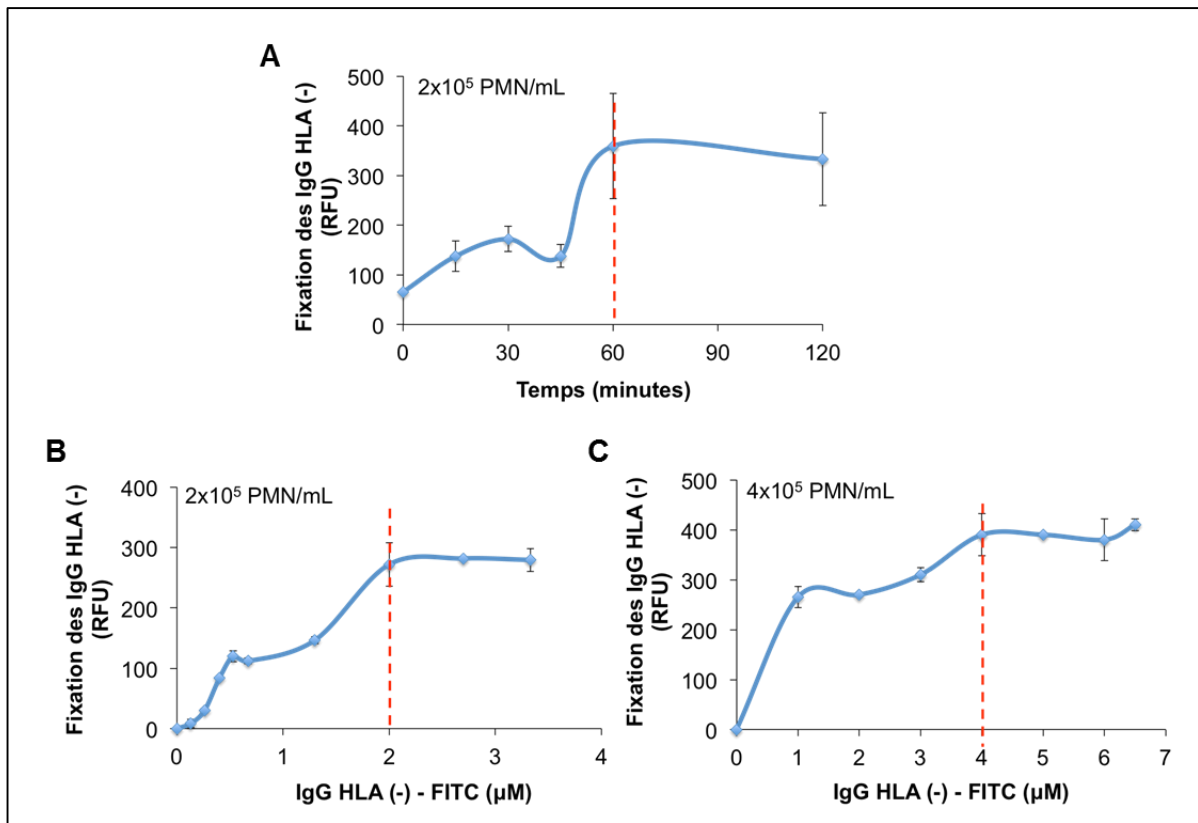 A
2x10⁵ PMN/mL
Fixation des IgG HLA (-)
(RFU)
500
400
300
200
100
0
0 30 60 90 120
Temps (minutes)
B
2x10⁵ PMN/mL
Fixation des IgG HLA (-)
(RFU)
400
300
200
100
0
0 1 2 3 4
IgG HLA (-) - FITC (µM)
C
4x10⁵ PMN/mL
Fixation des IgG HLA (-)
(RFU)
500
400
300
200
100
0
0 1 2 3 4 5 6 7
IgG HLA (-) - FITC (µM)